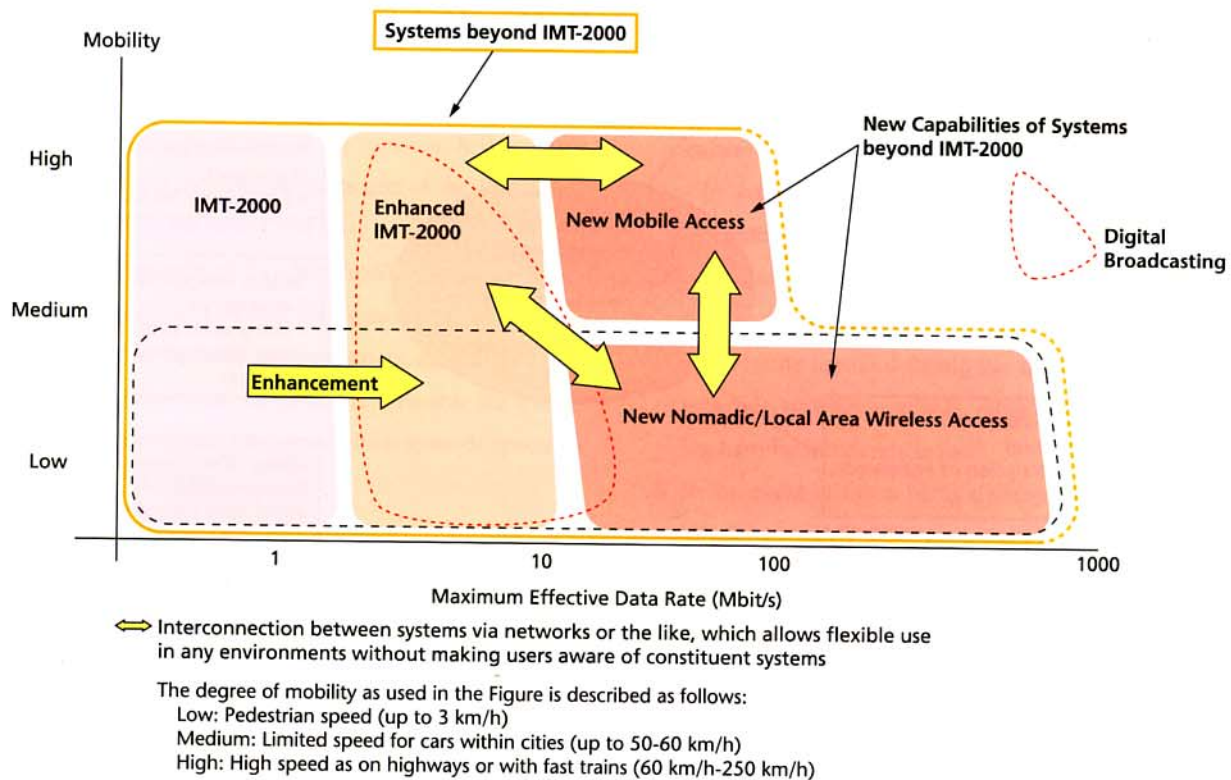 Systems beyond IMT-2000
Mobility
New Capabilities of Systems
beyond IMT-2000
High
IMT-2000
Enhanced
IMT-2000
New Mobile Access
Digital
Broadcasting
Medium
Enhancement
New Nomadic/Local Area Wireless Access
Low
1
10
100
1000
Maximum Effective Data Rate (Mbit/s)
Interconnection between systems via networks or the like, which allows flexible use
in any environments without making users aware of constituent systems
The degree of mobility as used in the Figure is described as follows:
Low: Pedestrian speed (up to 3 km/h)
Medium: Limited speed for cars within cities (up to 50-60 km/h)
High: High speed as on highways or with fast trains (60 km/h-250 km/h)